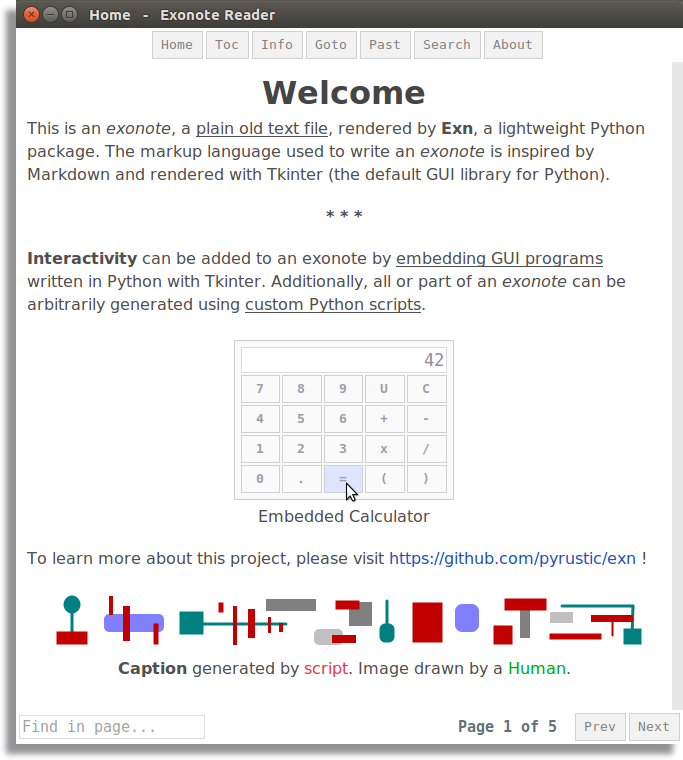 Home - Exonote Reader
Home Toc Info Goto Past Search About
Welcome
This is an exonote, a plain old text file, rendered by Exn, a lightweight Python
package. The markup language used to write an exonote is inspired by
Markdown and rendered with Tkinter (the default GUI library for Python).
* * *
Interactivity can be added to an exonote by embedding GUI programs
written in Python with Tkinter. Additionally, all or part of an exonote can be
arbitrarily generated using custom Python scripts.
42
7 8 9 U C
4 5 6 + -
1 2 3 x /
0 . = ( )
Embedded Calculator
To learn more about this project, please visit https://github.com/pyrustic/exn !
Caption generated by script. Image drawn by a Human.
Find in page... Page 1 of 5 Prev Next